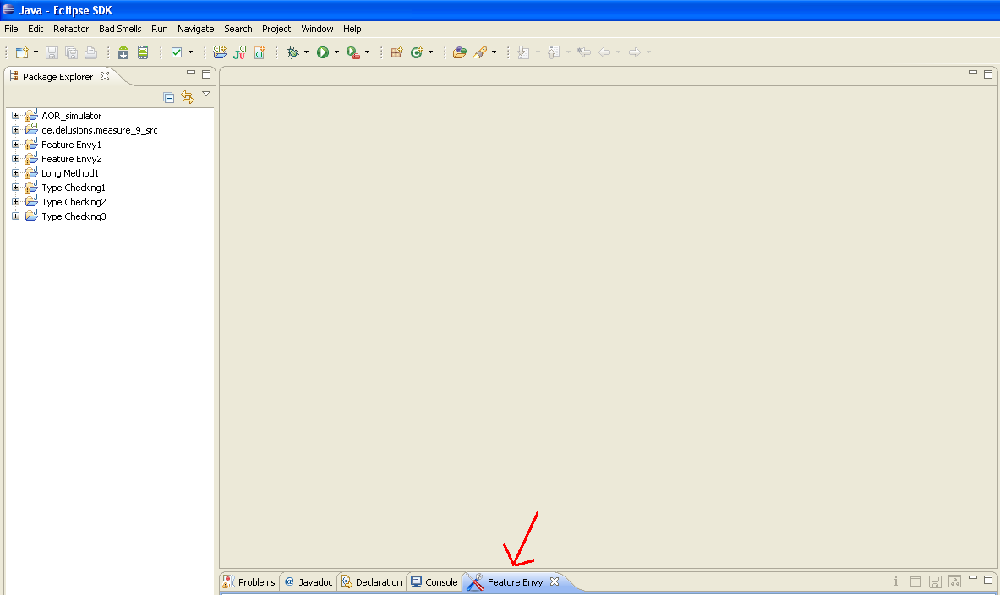 Java - Eclipse SDK
File Edit Refactor Bad Smells Run Navigate Search Project Window Help
Package Explorer
AOR_simulator
de.delusions.measure_9_src
Feature Envy1
Feature Envy2
Long Method1
Type Checking1
Type Checking2
Type Checking3
Problems @ Javadoc Declaration Console Feature Envy